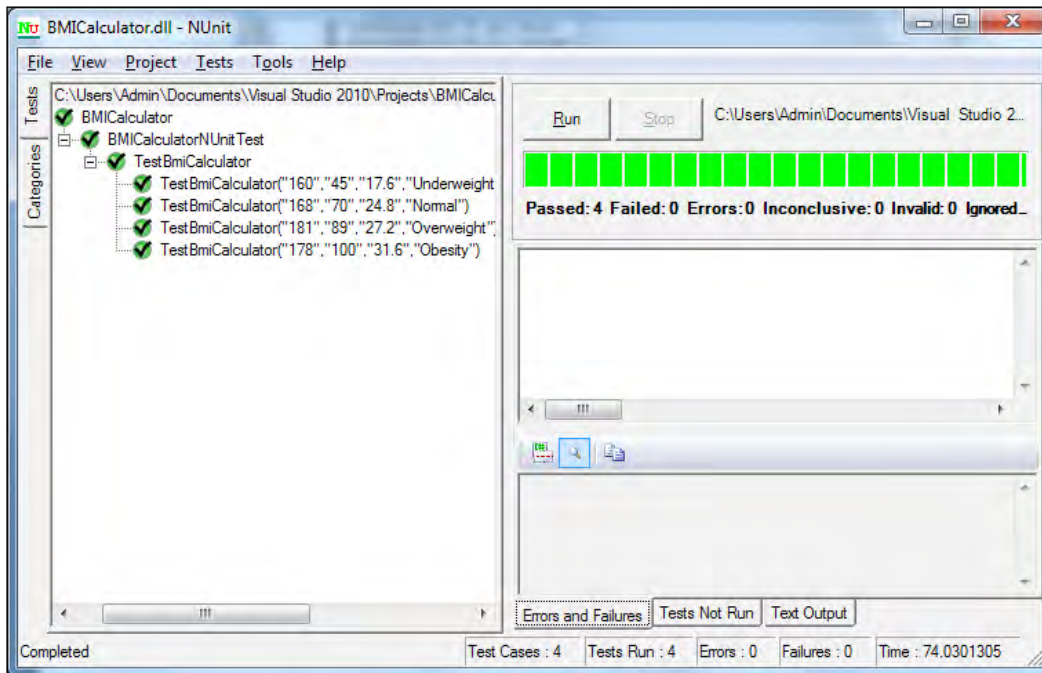 NU BMICalculator.dll - NUnit
File View Project Tests Tools Help
Tests
Categories
C:\Users\Admin\Documents\Visual Studio 2010\Projects\BMICalcu
BMICalculator
BMICalculatorNUnitTest
TestBmiCalculator
TestBmiCalculator("160","45","17.6","Underweight
TestBmiCalculator("168","70","24.8","Normal")
TestBmiCalculator("181","89","27.2","Overweight")
TestBmiCalculator("178","100","31.6","Obesity")
Run Stop C:\Users\Admin\Documents\Visual Studio 2...
Passed: 4 Failed: 0 Errors: 0 Inconclusive: 0 Invalid: 0 Ignored...
Errors and Failures Tests Not Run Text Output
Completed Test Cases : 4 Tests Run : 4 Errors : 0 Failures : 0 Time : 74.0301305